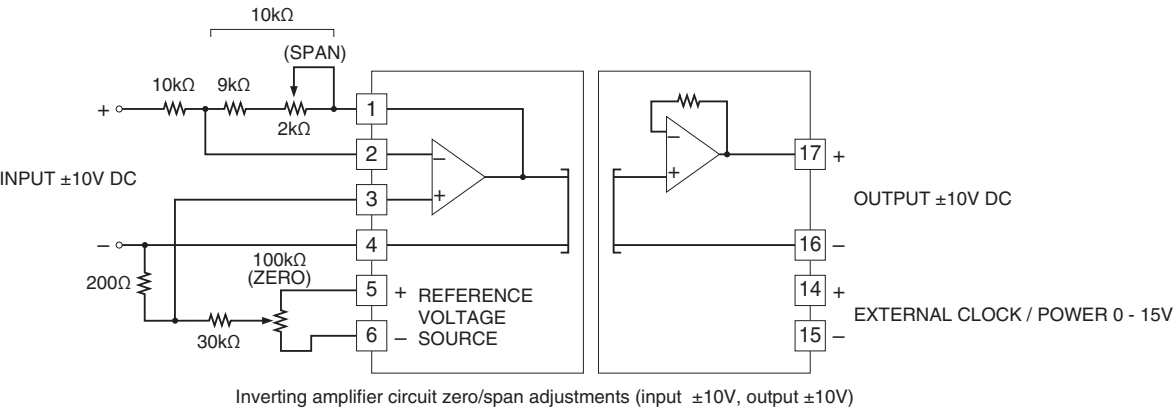 10kΩ
(SPAN)
10kΩ 9kΩ
+ 1
2kΩ
2 – – 17 +
INPUT ±10V DC
+
3 + OUTPUT ±10V DC
– 4 16 –
100kΩ
(ZERO)
200Ω
5 + REFERENCE 14 +
VOLTAGE EXTERNAL CLOCK / POWER 0 - 15V
6 – SOURCE 15 –
30kΩ
Inverting amplifier circuit zero/span adjustments (input ±10V, output ±10V)